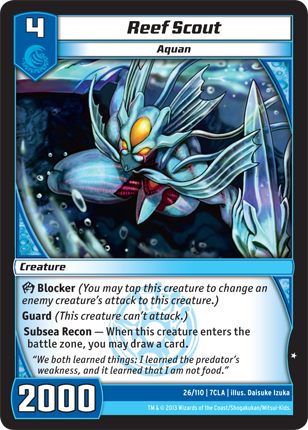 4
Reef Scout
Aquan
Creature
Blocker (You may tap this creature to change an
enemy creature's attack to this creature.)
Guard (This creature can't attack.)
Subsea Recon — When this creature enters the
battle zone, you may draw a card.
"We both learned things: I learned the predator's
weakness, and it learned that I am not food."
2000
26/110 | 7CLA | illus. Daisuke Izuka
TM & © 2013 Wizards of the Coast/Shogakukan/Mitsui-Kids.